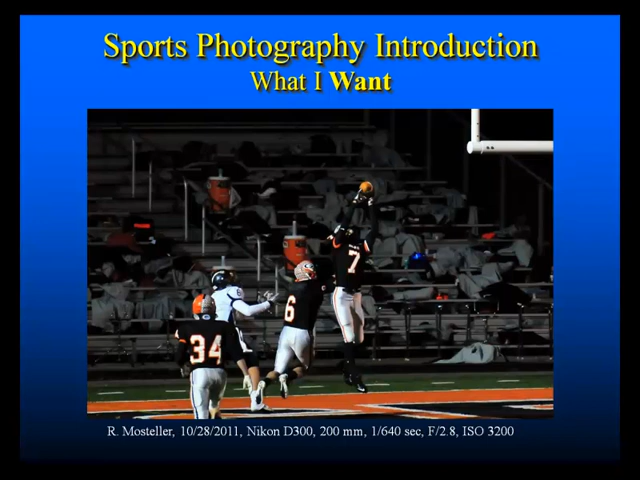 Sports Photography Introduction
What I Want
7
6
34
R. Mosteller, 10/28/2011, Nikon D300, 200 mm, 1/640 sec, F/2.8, ISO 3200